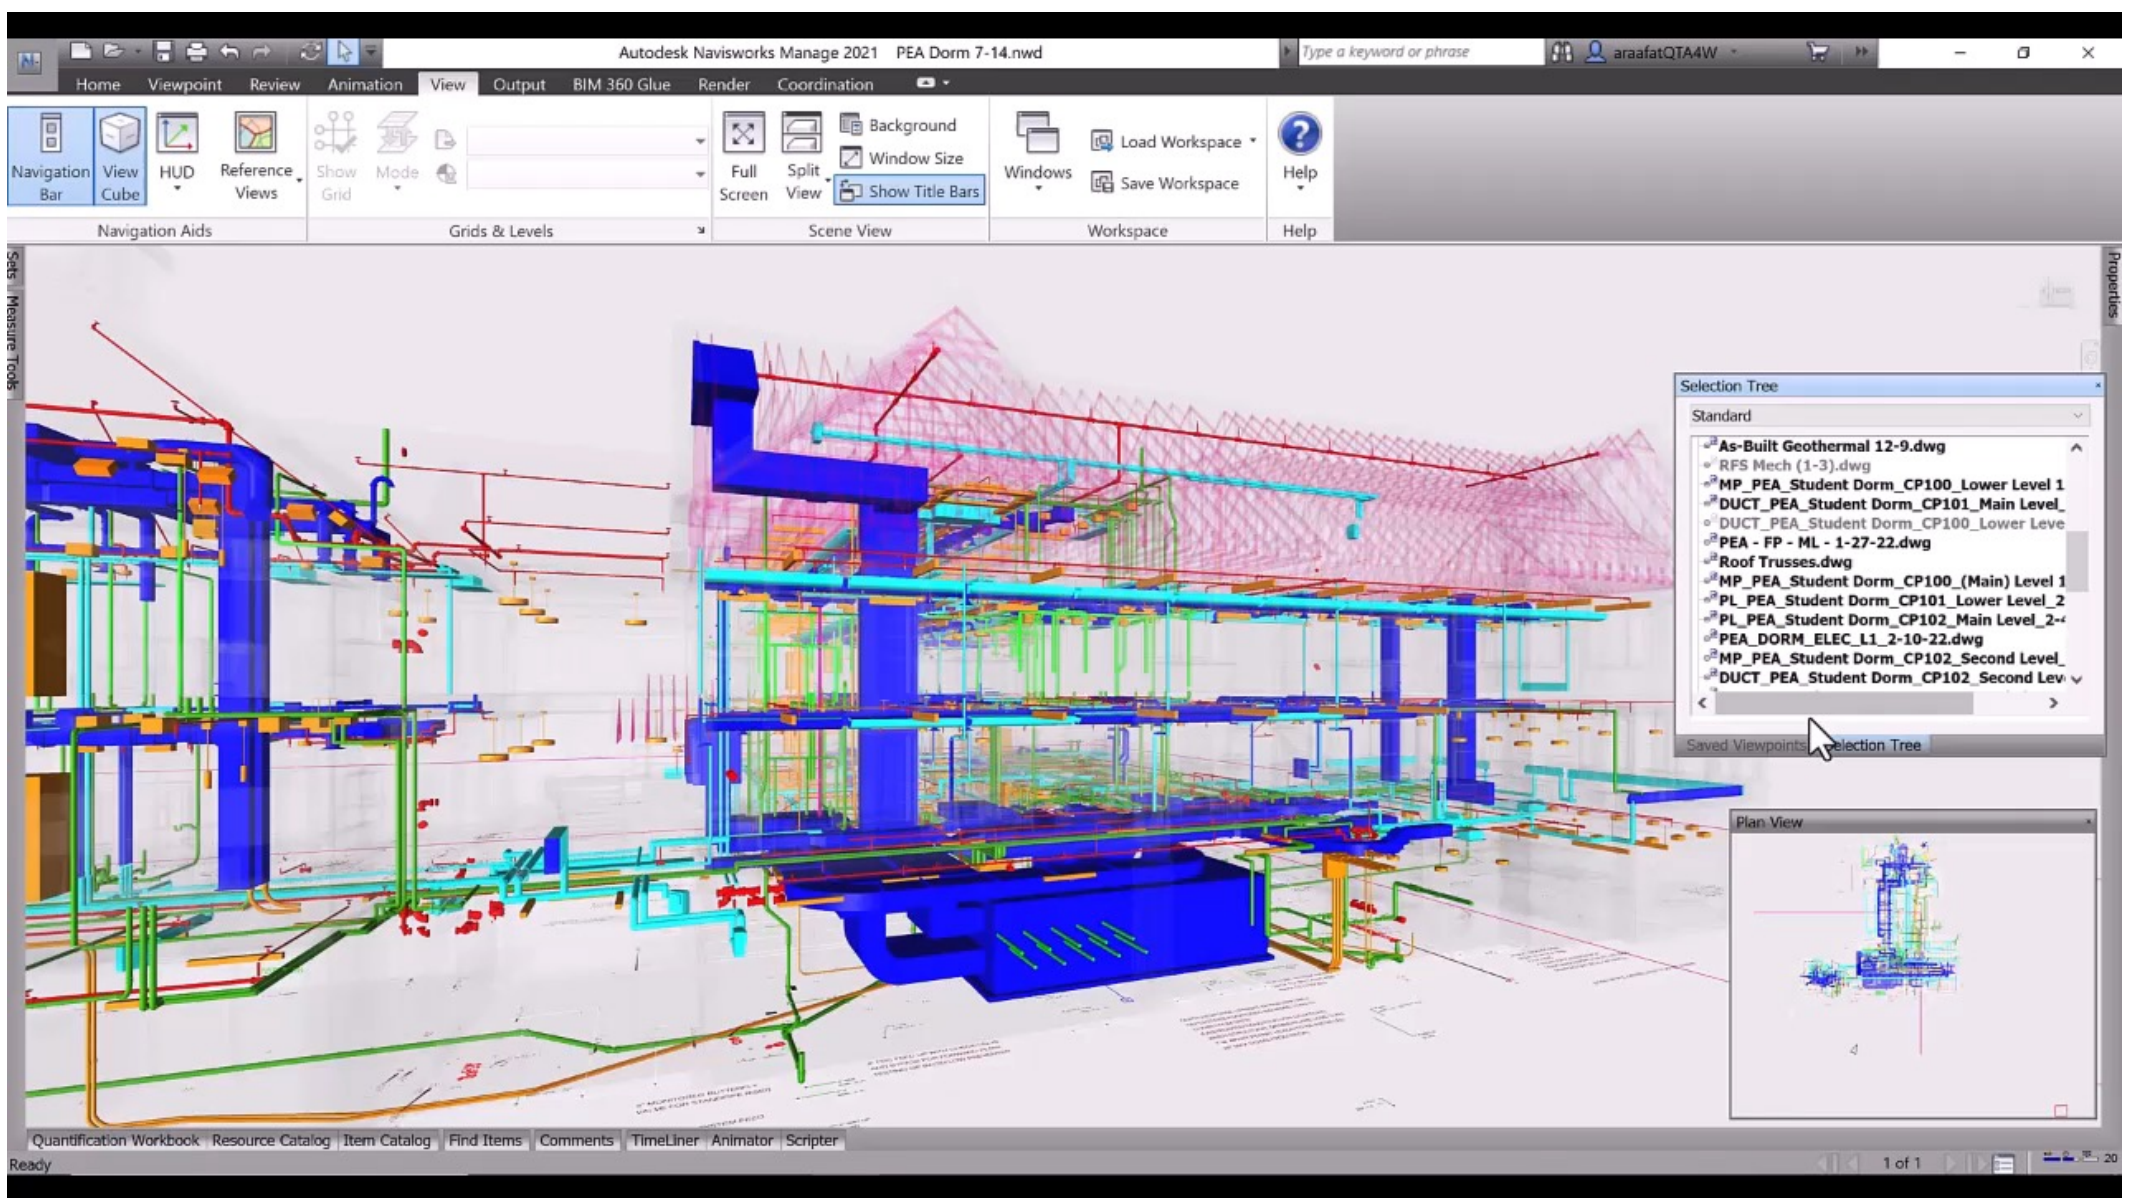 Autodesk Navisworks Manage 2021 PEA Dorm 7-14.nwd
Type a keyword or phrase
araafatQTA4W
Home Viewpoint Review Animation View Output BIM 360 Glue Render Coordination
Navigation Bar
View Cube
HUD
Reference Views
Show Grid
Mode
Full Screen
Split View
Background
Window Size
Show Title Bars
Windows
Load Workspace
Save Workspace
Help
Navigation Aids
Grids & Levels
Scene View
Workspace
Help
Sets
Measure Tools
Properties
Selection Tree
Standard
As-Built Geothermal 12-9.dwg
RFS Mech (1-3).dwg
MP_PEA_Student Dorm_CP100_Lower Level 1
DUCT_PEA_Student Dorm_CP101_Main Level_
DUCT_PEA_Student Dorm_CP100_Lower Leve
PEA - FP - ML - 1-27-22.dwg
Roof Trusses.dwg
MP_PEA_Student Dorm_CP100_(Main) Level 1
PL_PEA_Student Dorm_CP101_Lower Level_2
PL_PEA_Student Dorm_CP102_Main Level_2-
PEA_DORM_ELEC_L1_2-10-22.dwg
MP_PEA_Student Dorm_CP102_Second Level_
DUCT_PEA_Student Dorm_CP102_Second Lev
Saved Viewpoints election Tree
Plan View
Quantification Workbook Resource Catalog Item Catalog Find Items Comments TimeLiner Animator Scripter
Ready
1 of 1
20